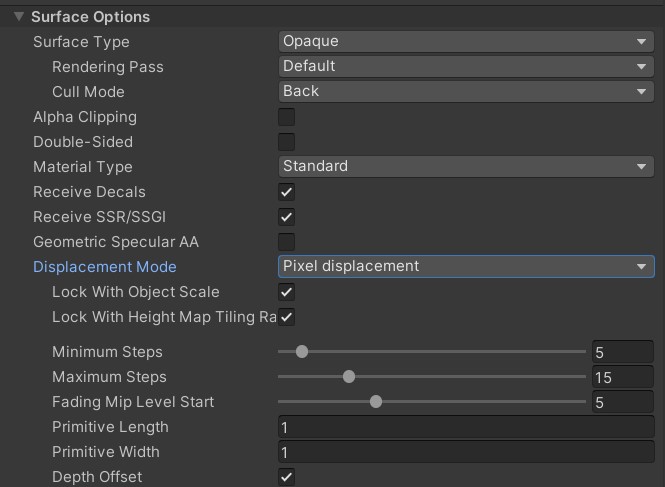 Surface Options
Surface Type Opaque
Rendering Pass Default
Cull Mode Back
Alpha Clipping
Double-Sided
Material Type Standard
Receive Decals
Receive SSR/SSGI
Geometric Specular AA
Displacement Mode Pixel displacement
Lock With Object Scale
Lock With Height Map Tiling Ra
Minimum Steps 5
Maximum Steps 15
Fading Mip Level Start 5
Primitive Length 1
Primitive Width 1
Depth Offset